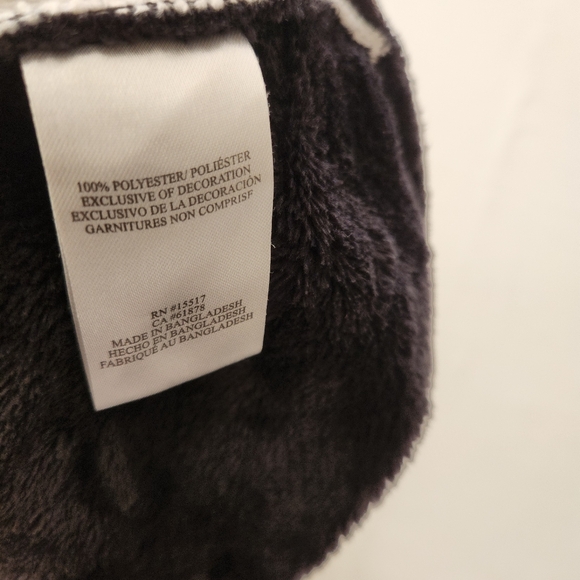 100% POLYESTER/ POLIÉSTER
EXCLUSIVE OF DECORATION
EXCLUSIVO DE LA DECORACIÓN
GARNITURES NON COMPRISE
RN #15517
CA #61878
MADE IN BANGLADESH
HECHO EN BANGLADESH
FABRIQUÉ AU BANGLADESH